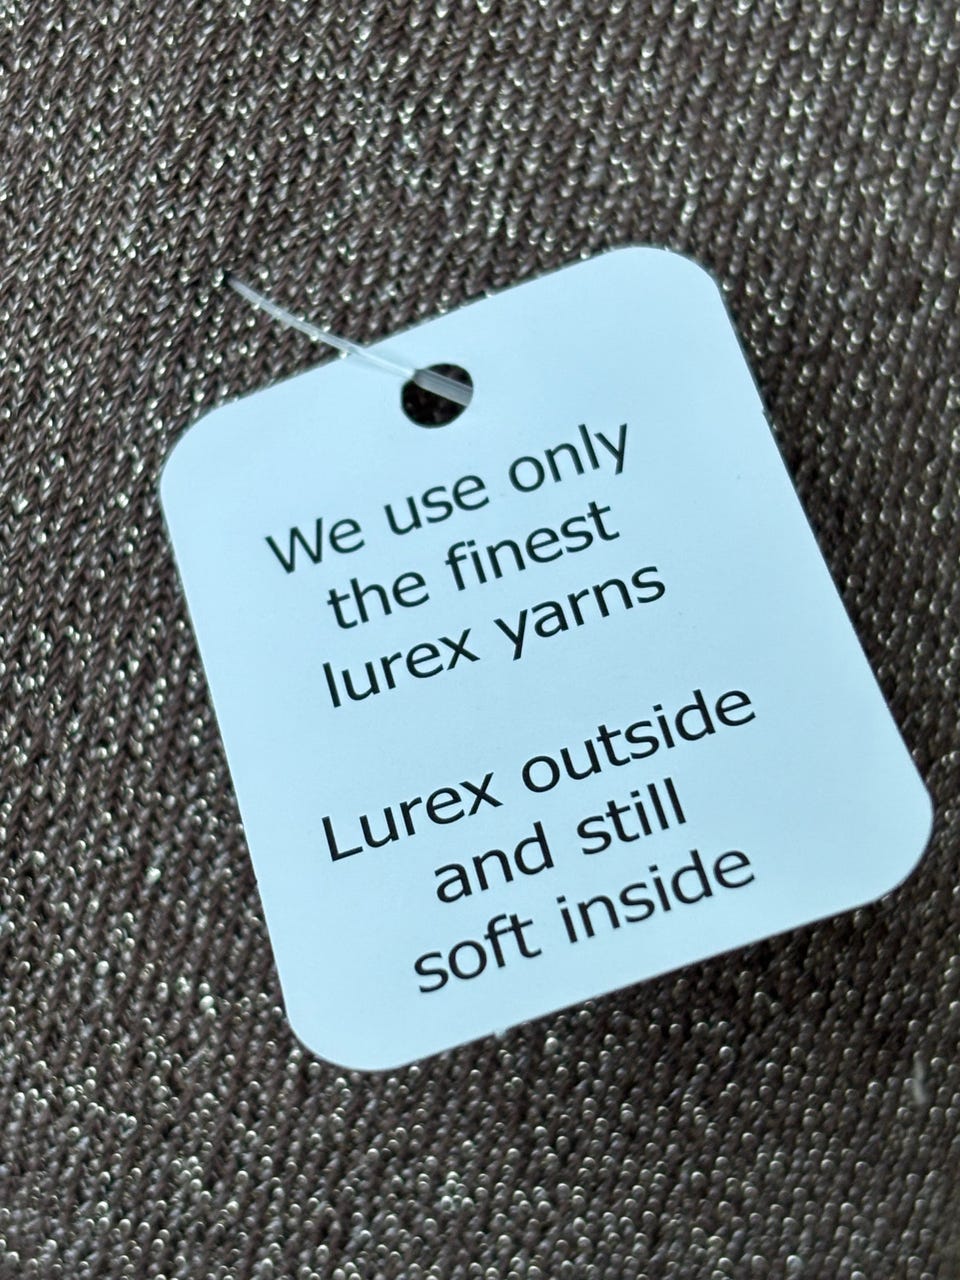 We use only
the finest
lurex yarns
Lurex outside
and still
soft inside